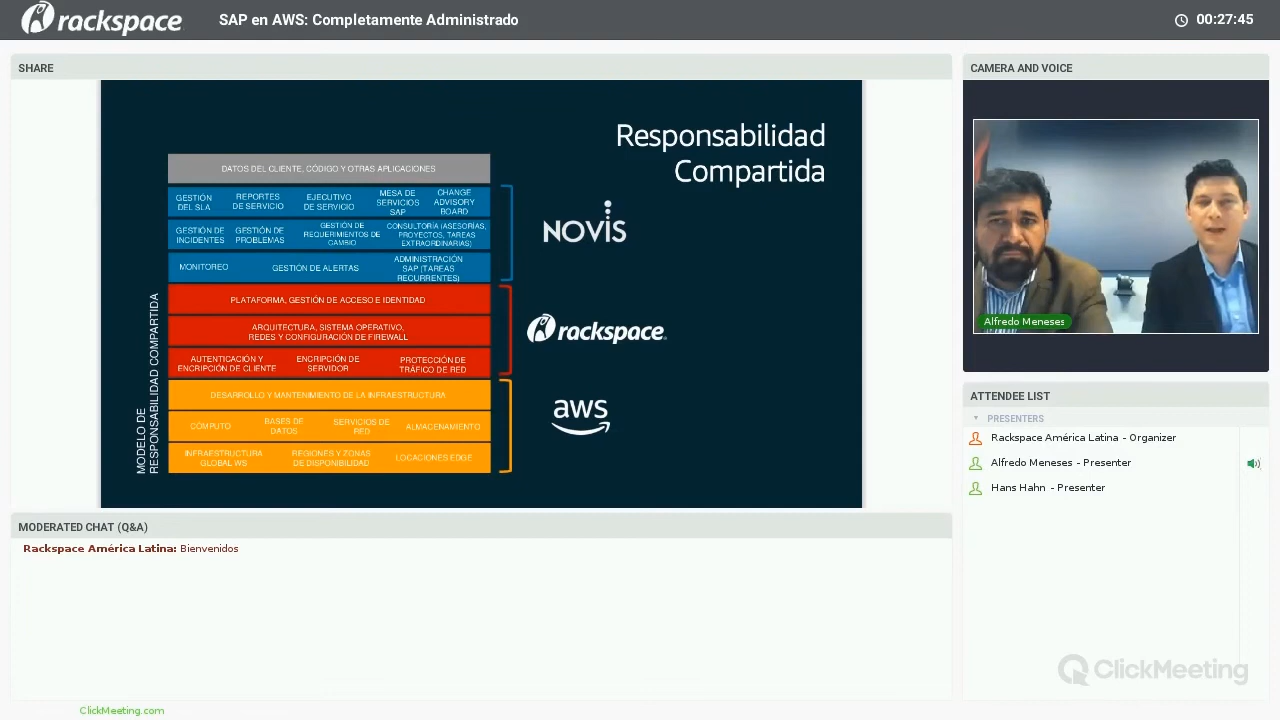 rackspace
SAP en AWS: Completamente Administrado
00:27:45
SHARE
Responsabilidad
Compartida
MODELO DE
RESPONSABILIDAD COMPARTIDA
DATOS DEL CLIENTE, CÓDIGO Y OTRAS APLICACIONES
GESTIÓN
DEL SLA
REPORTES
DE SERVICIO
EJECUTIVO
DE SERVICIO
MESA DE
SERVICIOS
SAP
CHANGE
ADVISORY
BOARD
GESTIÓN DE
INCIDENTES
GESTIÓN DE
PROBLEMAS
GESTIÓN DE
REQUERIMIENTOS DE
CAMBIO
CONSULTORÍA (ASESORÍAS,
PROYECTOS, TAREAS
EXTRAORDINARIAS)
MONITOREO
GESTIÓN DE ALERTAS
ADMINISTRACIÓN
SAP (TAREAS
RECURRENTES)
NOVIS
PLATAFORMA, GESTIÓN DE ACCESO E IDENTIDAD
ARQUITECTURA, SISTEMA OPERATIVO,
REDES Y CONFIGURACIÓN DE FIREWALL
AUTENTICACIÓN Y
ENCRIPCIÓN DE CLIENTE
ENCRIPCIÓN DE
SERVIDOR
PROTECCIÓN DE
TRÁFICO DE RED
rackspace.
DESARROLLO Y MANTENIMIENTO DE LA INFRAESTRUCTURA
CÓMPUTO
BASES DE
DATOS
SERVICIOS DE
RED
ALMACENAMIENTO
INFRAESTRUCTURA
GLOBAL WS
REGIONES Y ZONAS
DE DISPONIBILIDAD
LOCACIONES EDGE
aws
CAMERA AND VOICE
Alfredo Meneses
ATTENDEE LIST
PRESENTERS
Rackspace América Latina - Organizer
Alfredo Meneses - Presenter
Hans Hahn - Presenter
MODERATED CHAT (Q&A)
Rackspace América Latina: Bienvenidos
ClickMeeting
ClickMeeting.com